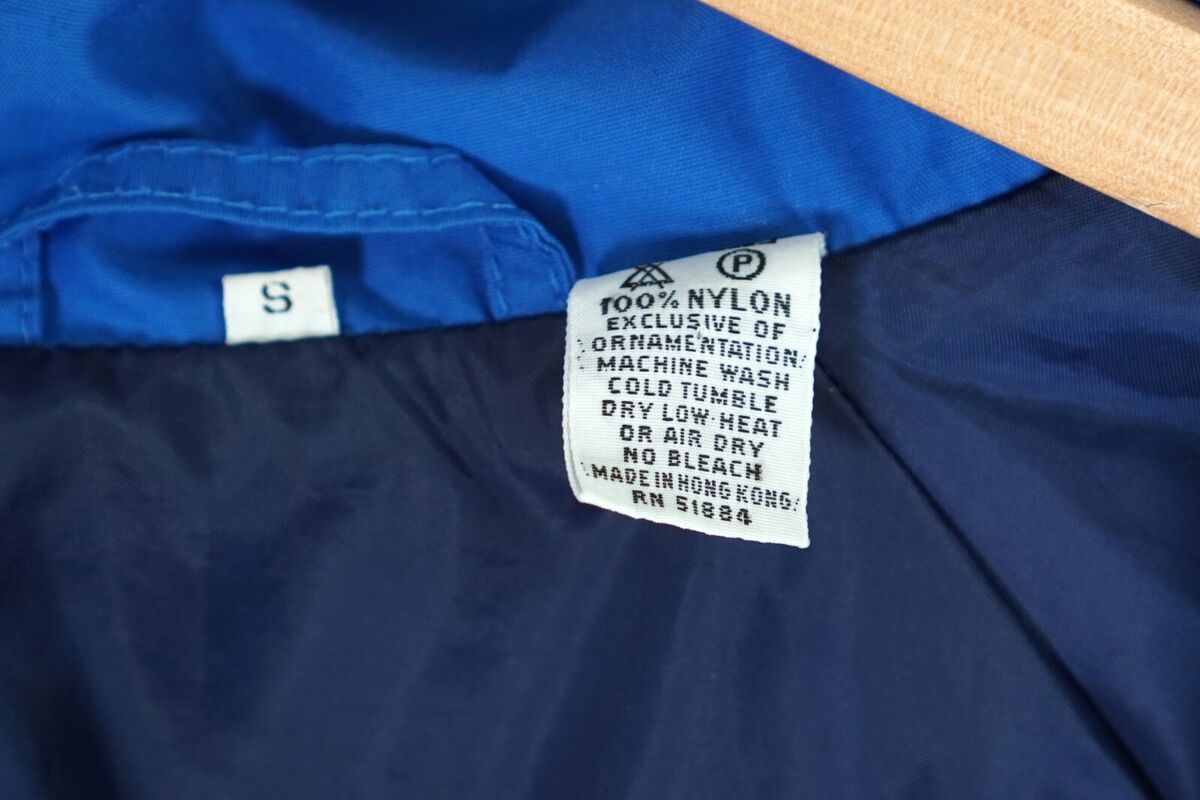 S
P
100% NYLON
EXCLUSIVE OF
ORNAMENTATION
MACHINE WASH
COLD TUMBLE
DRY LOW HEAT
OR AIR DRY
NO BLEACH
MADE IN HONG KONG
RN 51884